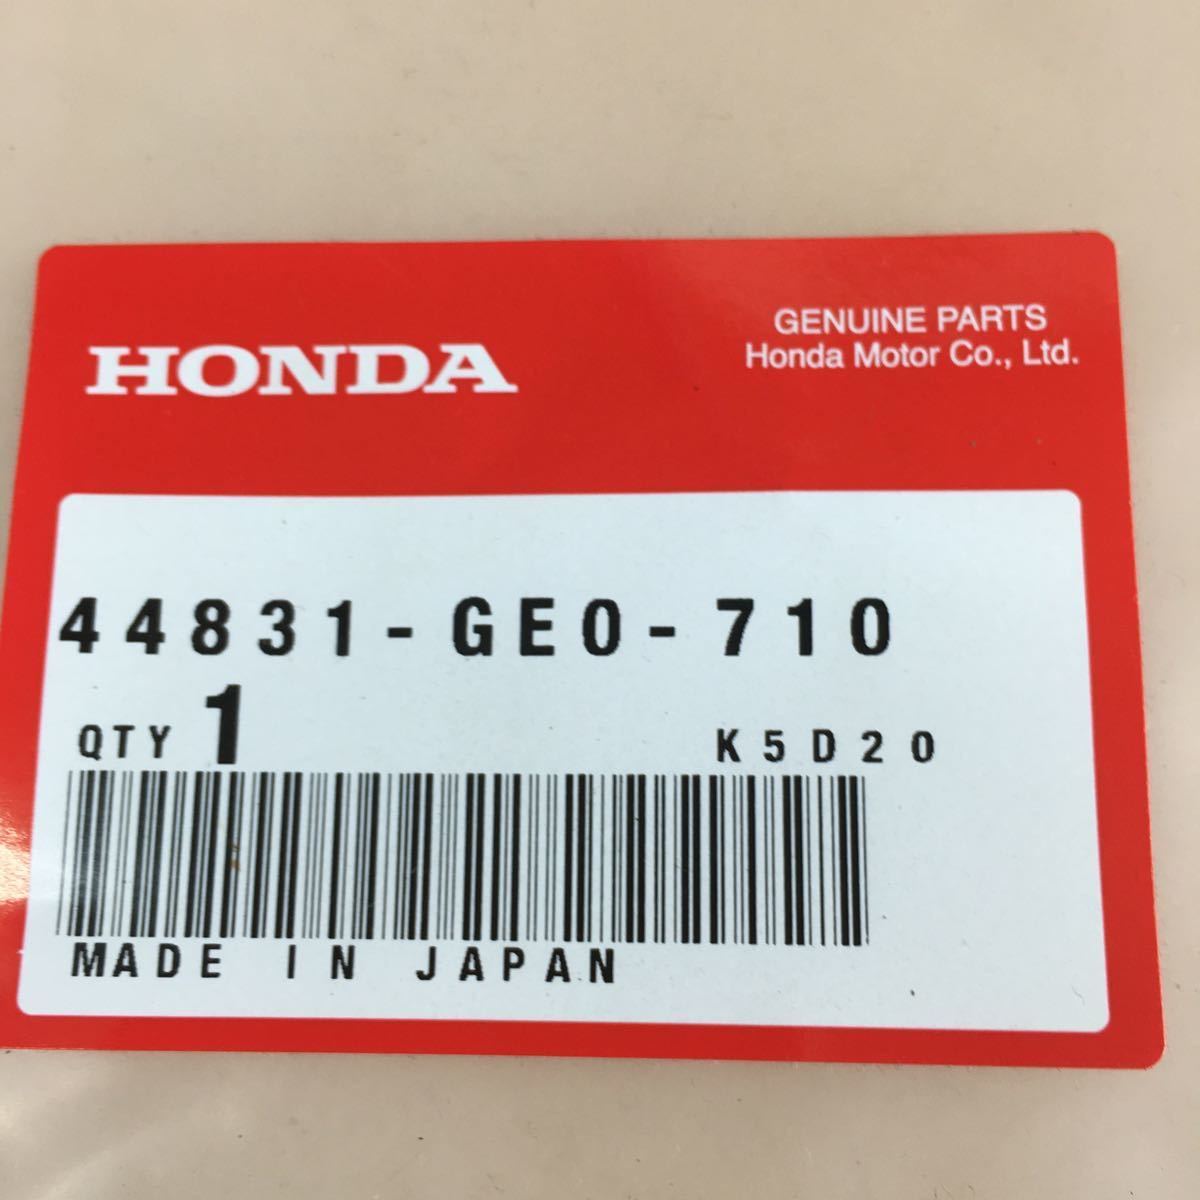 HONDA
GENUINE PARTS
Honda Motor Co., Ltd.
44831-GE0-710
QTY 1 K5D20
MADE IN JAPAN